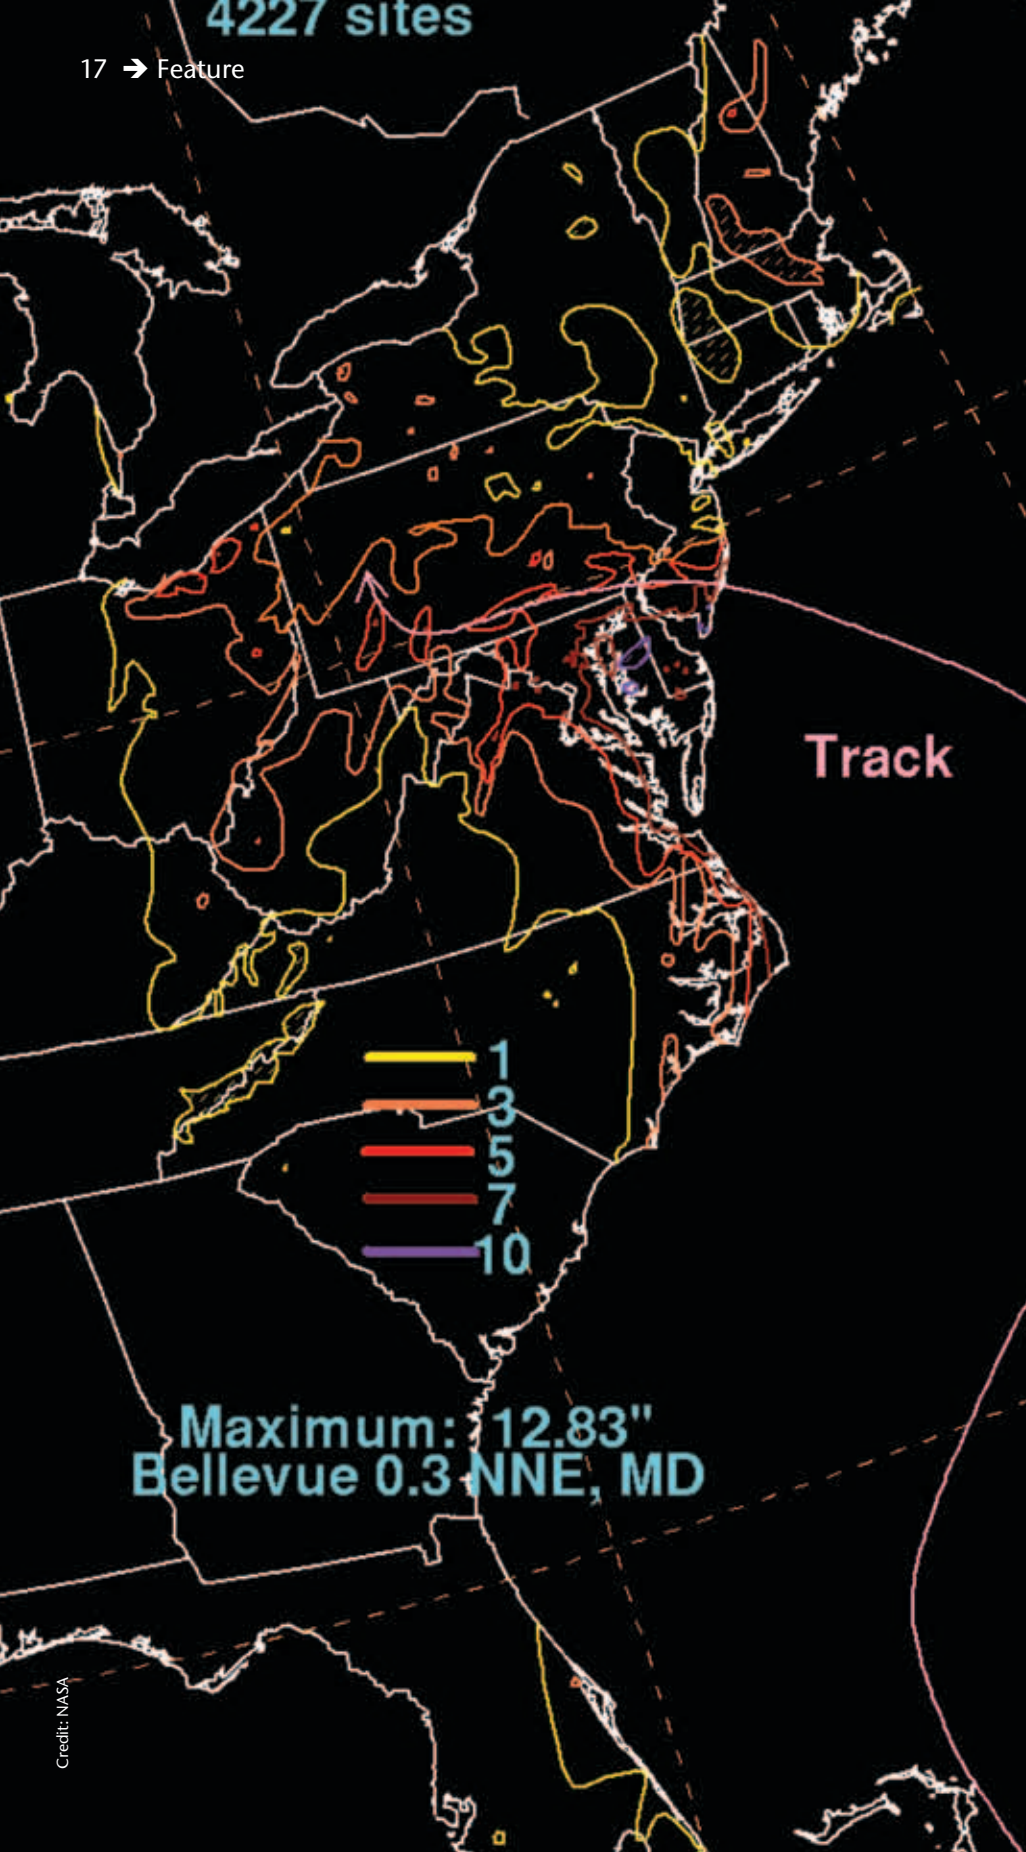 4227 sites
17 ➔ Feature
Track
1
3
5
7
10
Maximum: 12.83"
Bellevue 0.3 NNE, MD
Credit: NASA